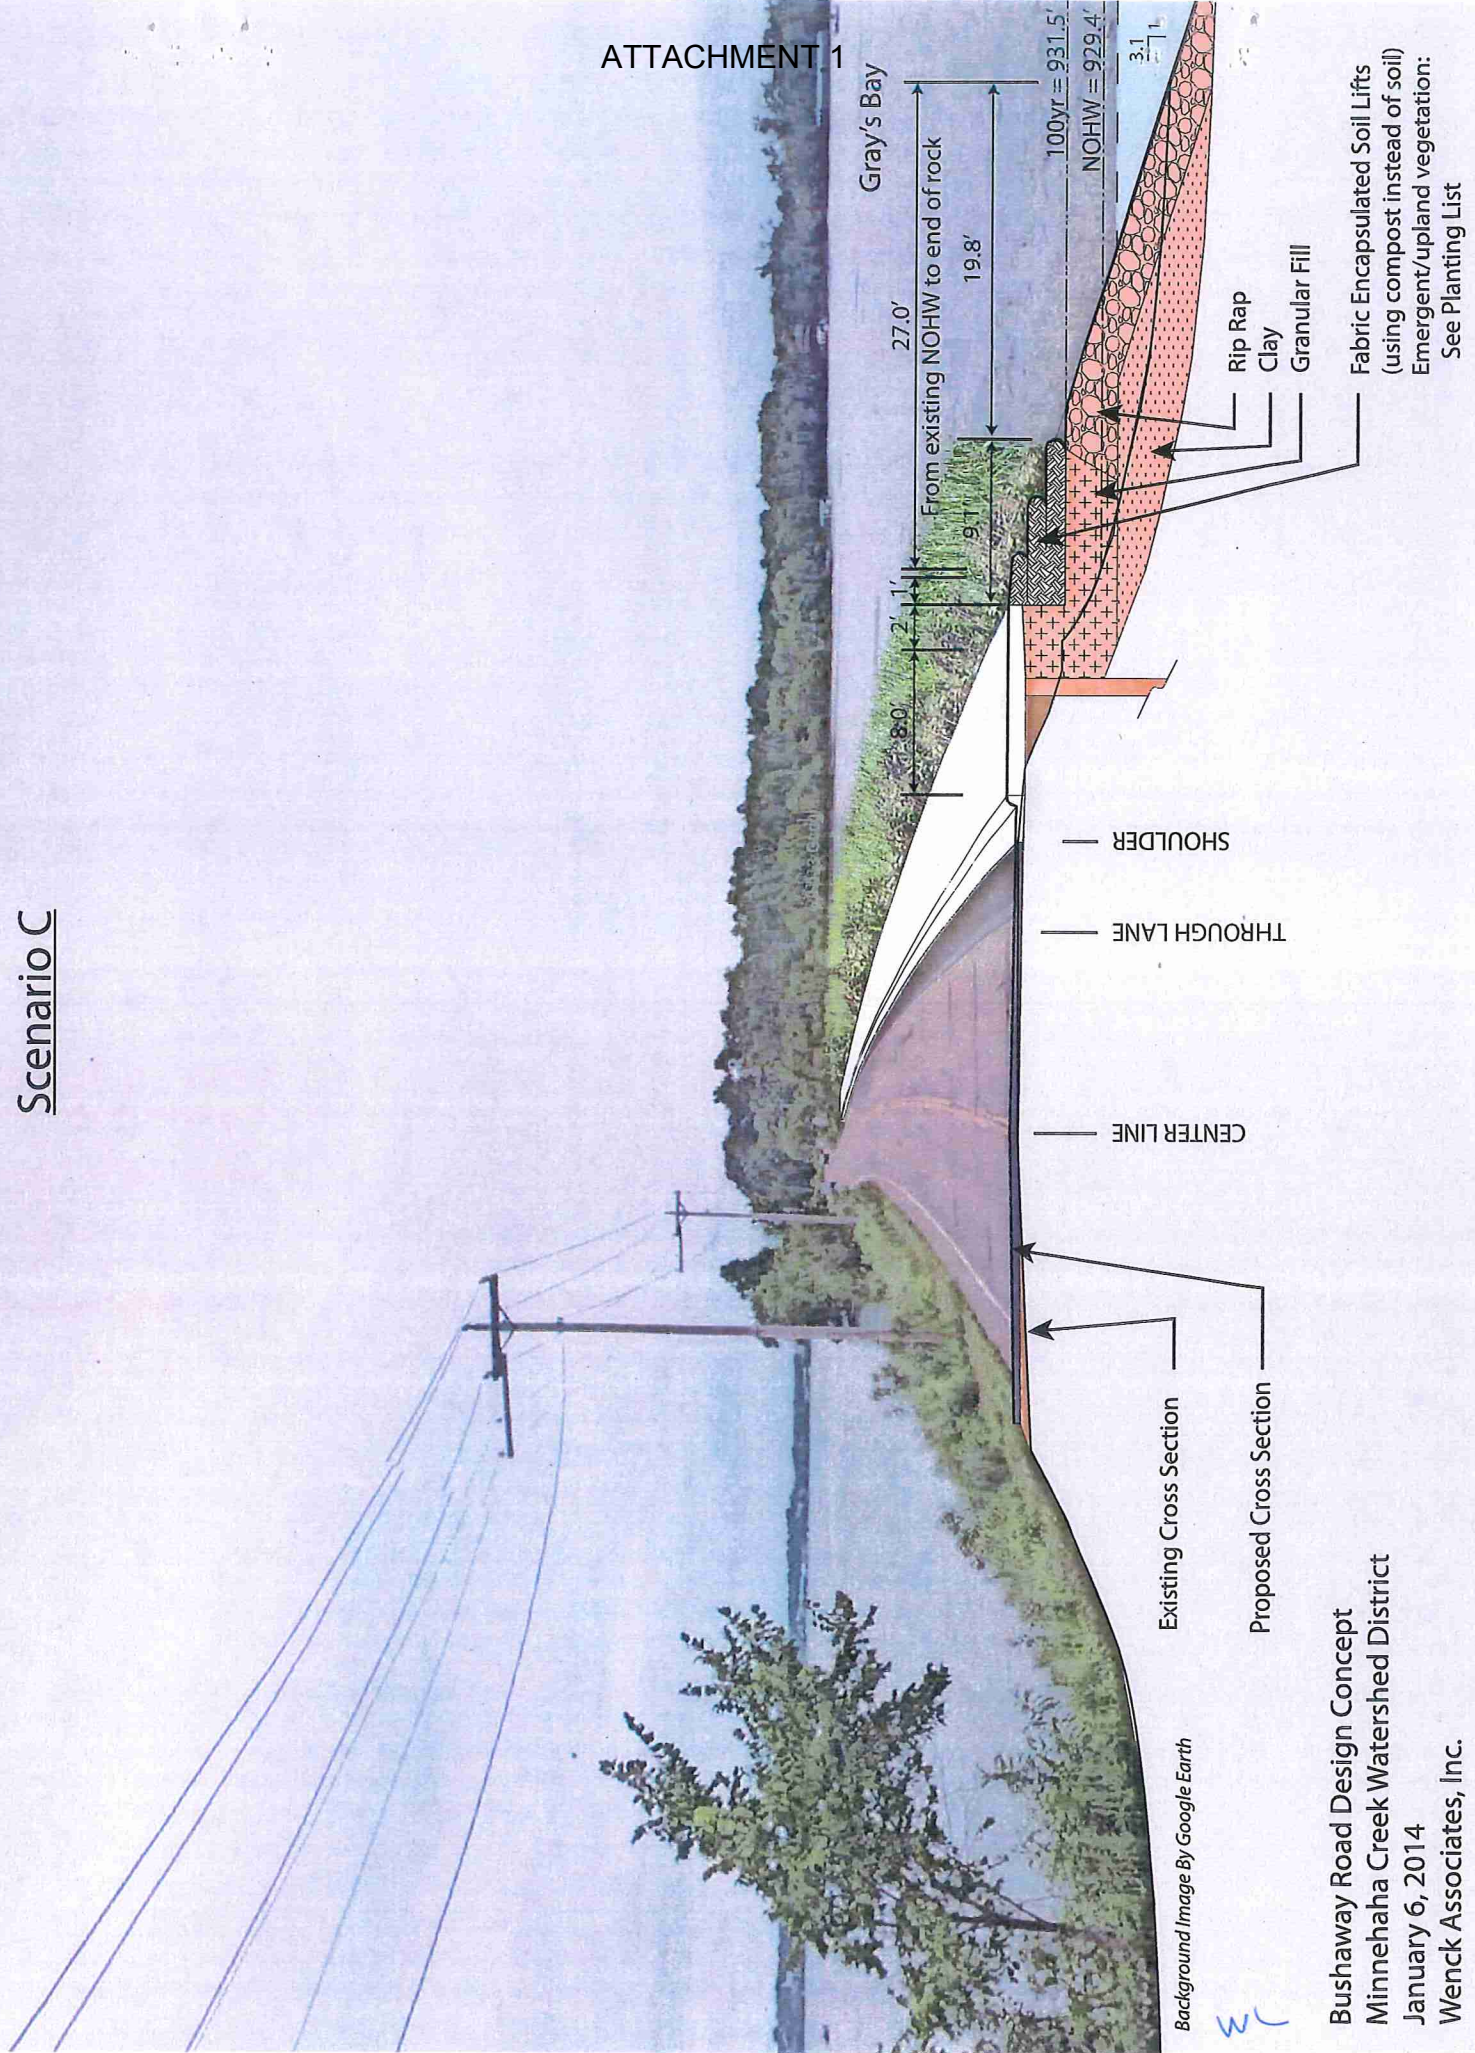 ATTACHMENT 1
Scenario C
Gray's Bay
27.0'
From existing NOHW to end of rock
19.8'
9.1'
1'
2'
8.0'
100yr = 931.5'
NOHW = 929.4'
3.1
1
SHOULDER
THROUGH LANE
CENTER LINE
Rip Rap
Clay
Granular Fill
Fabric Encapsulated Soil Lifts
(using compost instead of soil)
Emergent/upland vegetation:
See Planting List
Existing Cross Section
Proposed Cross Section
Background Image By Google Earth
WL
Bushaway Road Design Concept
Minnehaha Creek Watershed District
January 6, 2014
Wenck Associates, Inc.